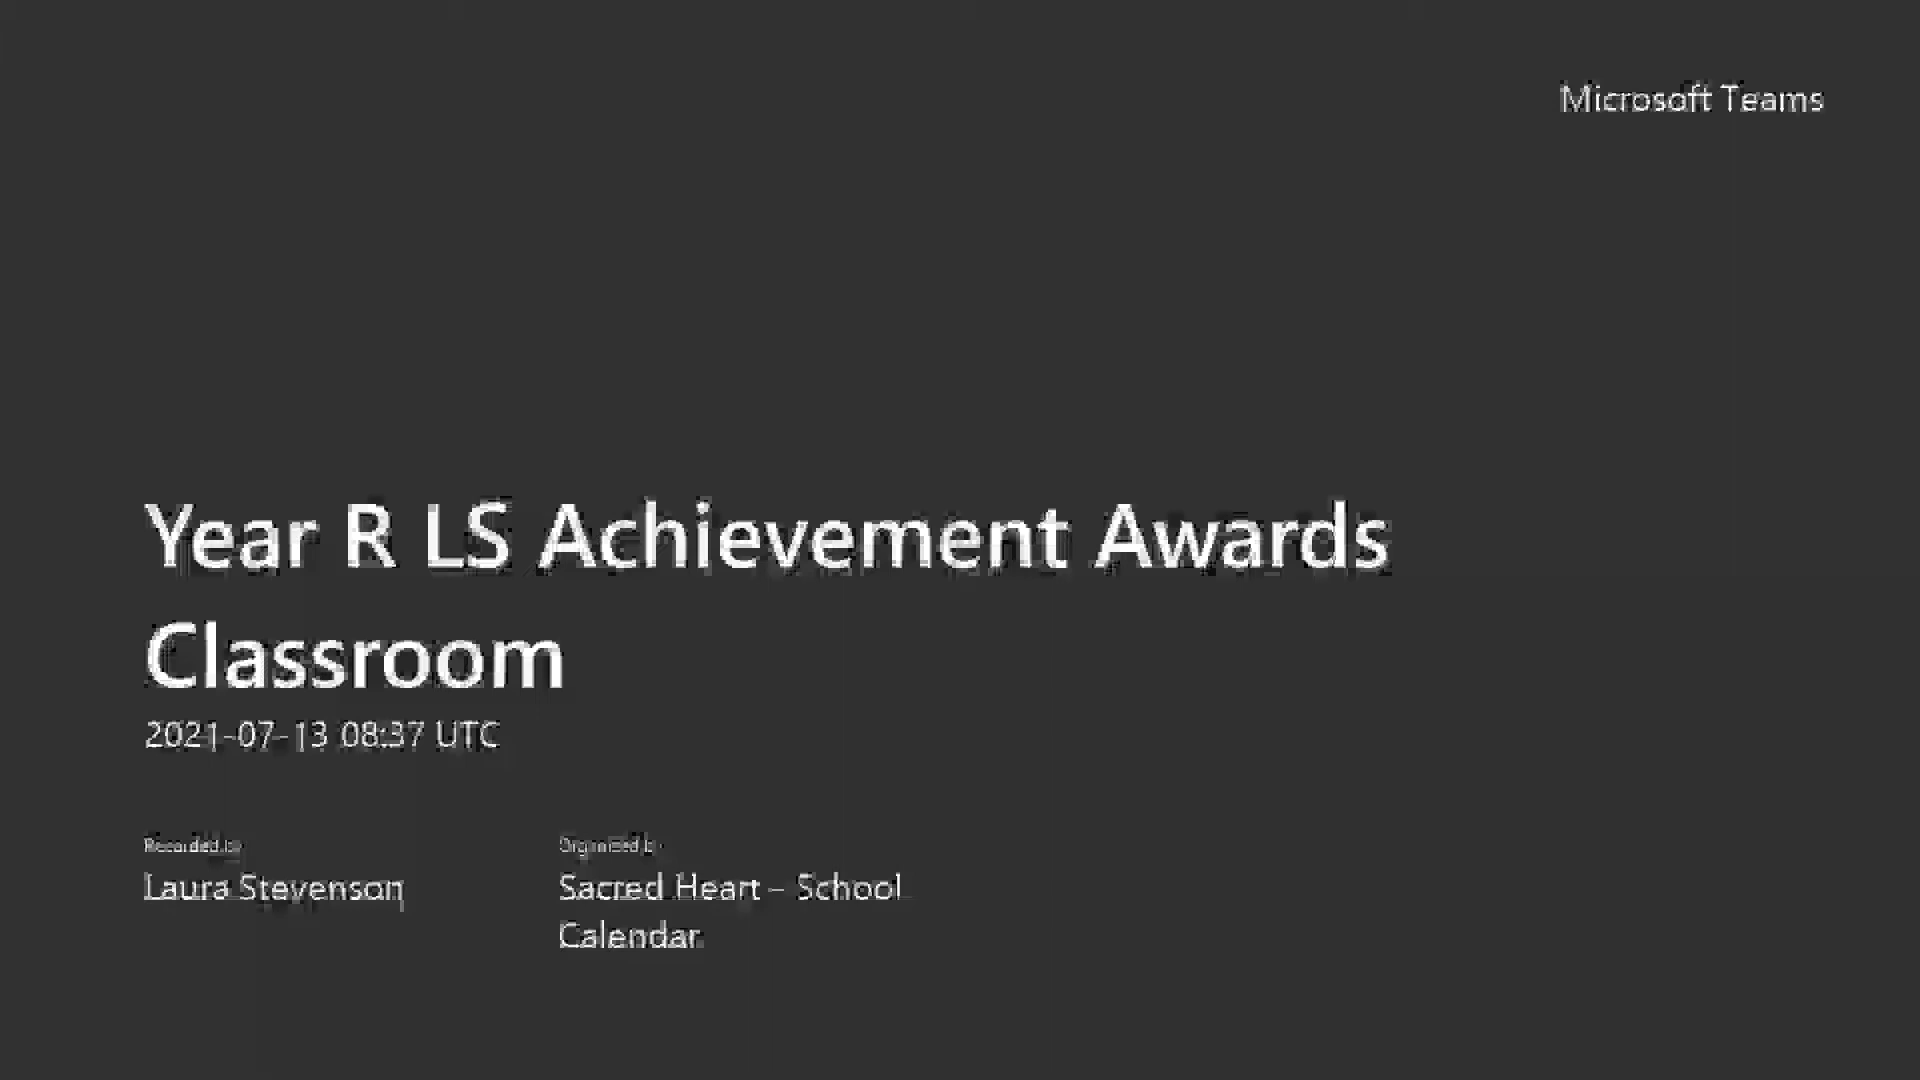 Microsoft Teams
Year R LS Achievement Awards
Classroom
2021-07-13 08:37 UTC
Recorded by
Organized by
Laura Stevenson
Sacred Heart – School
Calendar